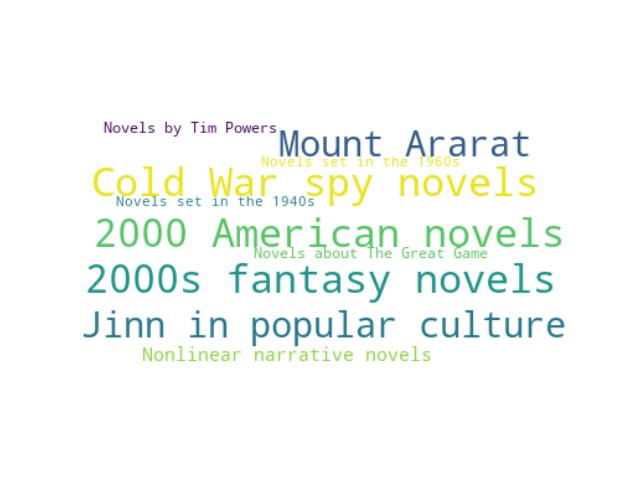 Novels by Tim Powers
Mount Ararat
Novels set in the 1960s
Cold War spy novels
Novels set in the 1940s
2000 American novels
Novels about The Great Game
2000s fantasy novels
Jinn in popular culture
Nonlinear narrative novels